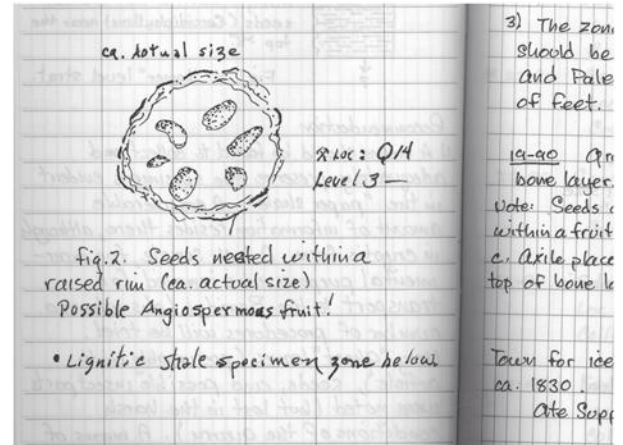 ca. Actual size
Loc: Q14
Level 3 —
fig.2. Seeds nested within a
raised rim (ca. actual size)
Possible Angiospermous fruit!
• Lignitic shale specimen zone below
3) The zon
should be
and Pale
of feet.
19-90 Gr
bone layer.
Note: Seeds
within a fruit
c. Axile place
top of bone l
Town for ice
ca. 1830.
Ate Supp